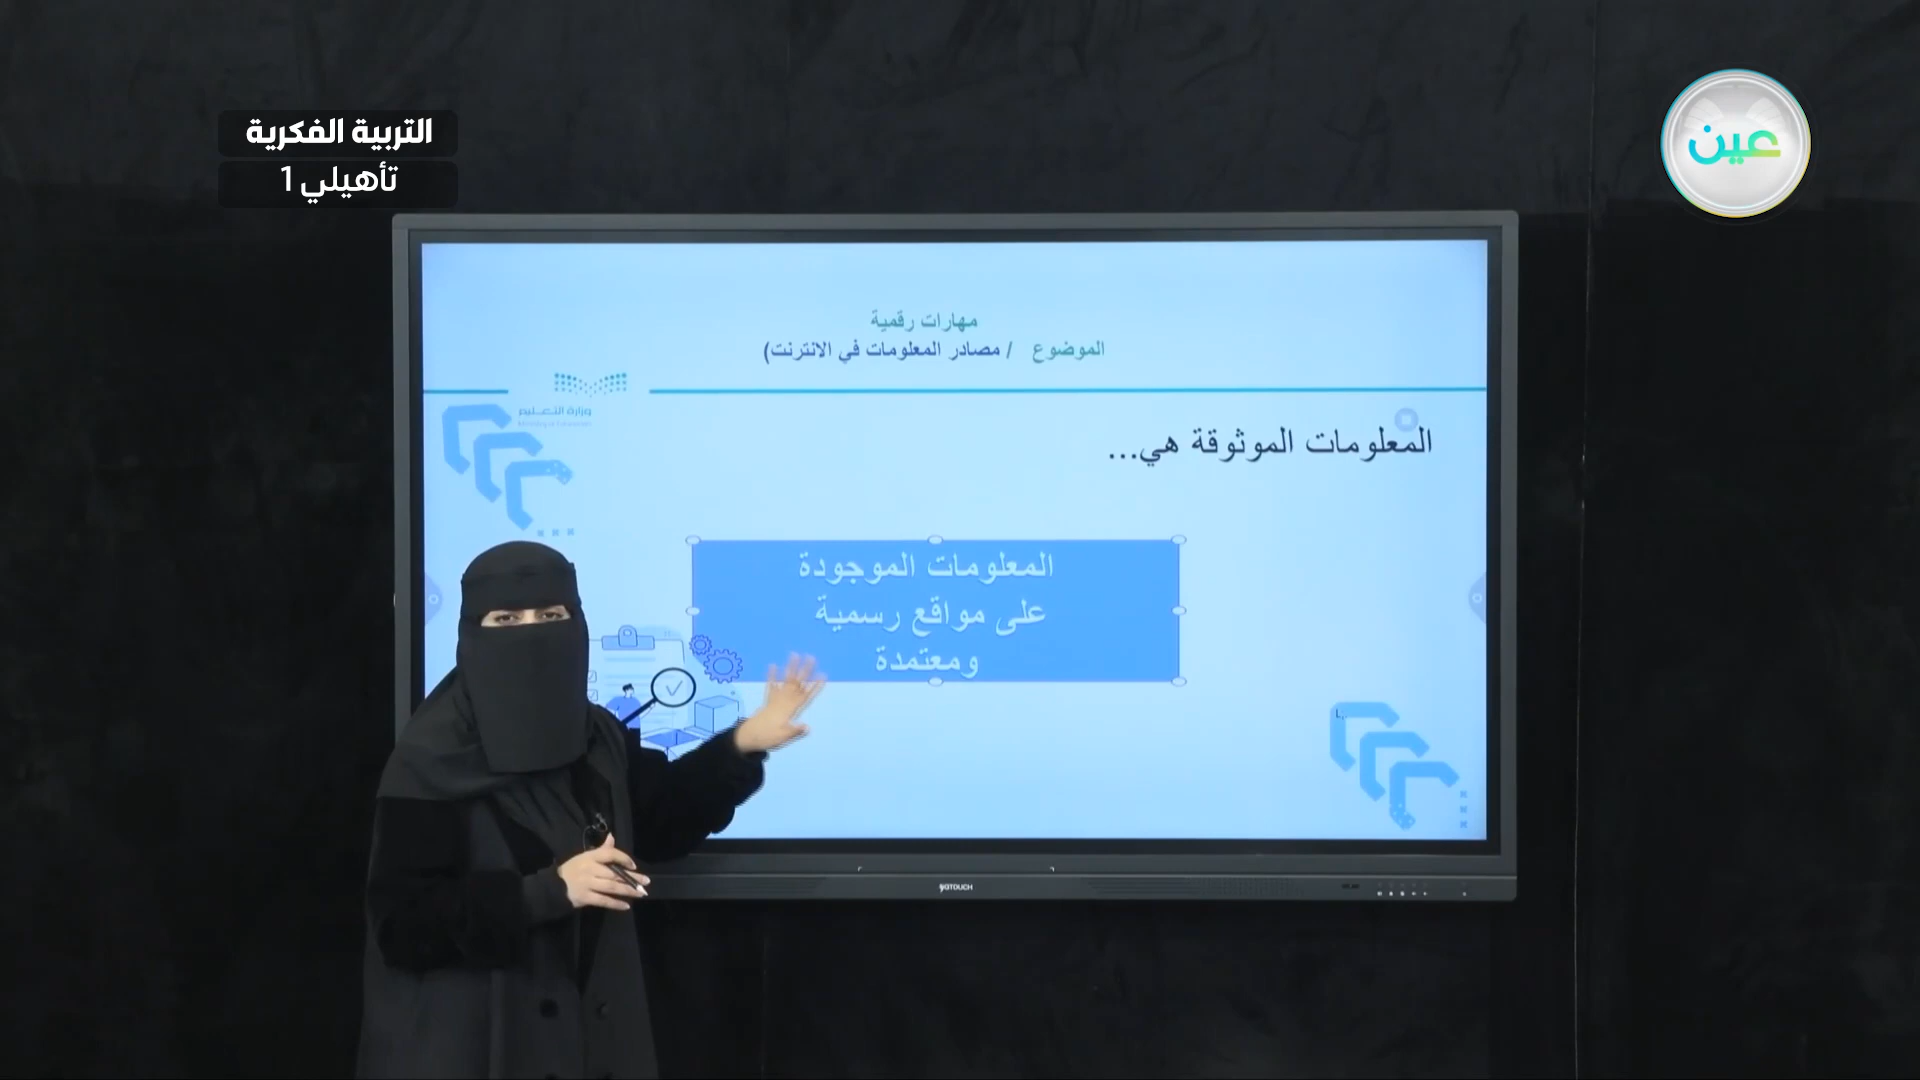 التربية الفكرية
تأهيلي 1
عين
مهارات رقمية
الموضوع / مصادر المعلومات في الانترنت)
وزارة التعليم
المعلومات الموثوقة هي...
المعلومات الموجودة
على مواقع رسمية
ومعتمدة